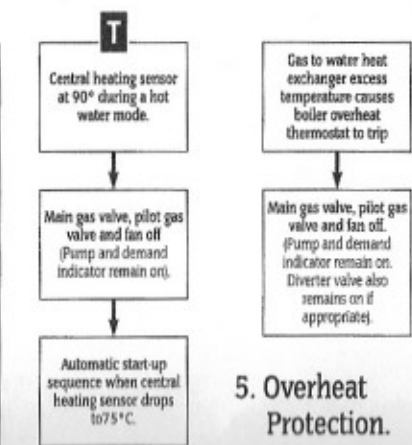 T
Central heating sensor
at 90° during a hot
water mode.
Main gas valve, pilot gas
valve and fan off
(Pump and demand
indicator remain on).
Automatic start-up
sequence when central
heating sensor drops
to75°C.
Gas to water heat
exchanger excess
temperature causes
boiler overheat
thermostat to trip
Main gas valve, pilot gas
valve and fan off.
(Pump and demand
indicator remain on.
Diverter valve also
remains on if
appropriate).
5. Overheat
Protection.